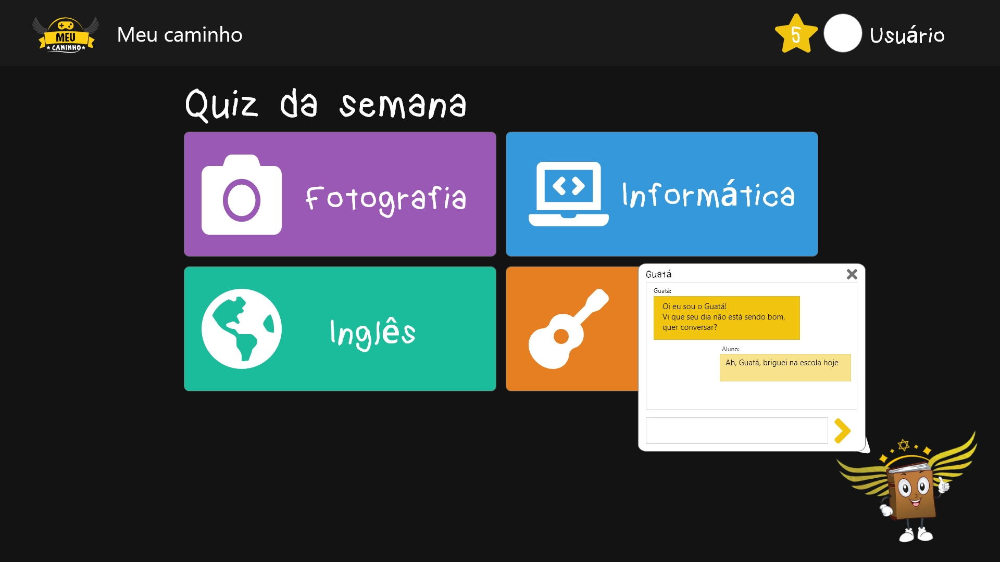 MEU
CAMINHO
Meu caminho
5
Usuário
Quiz da semana
Fotografia
Informática
Inglês
Guatá
Guatá:
Oi eu sou o Guatá!
Vi que seu dia não está sendo bom,
quer conversar?
Aluno:
Ah, Guatá, briguei na escola hoje